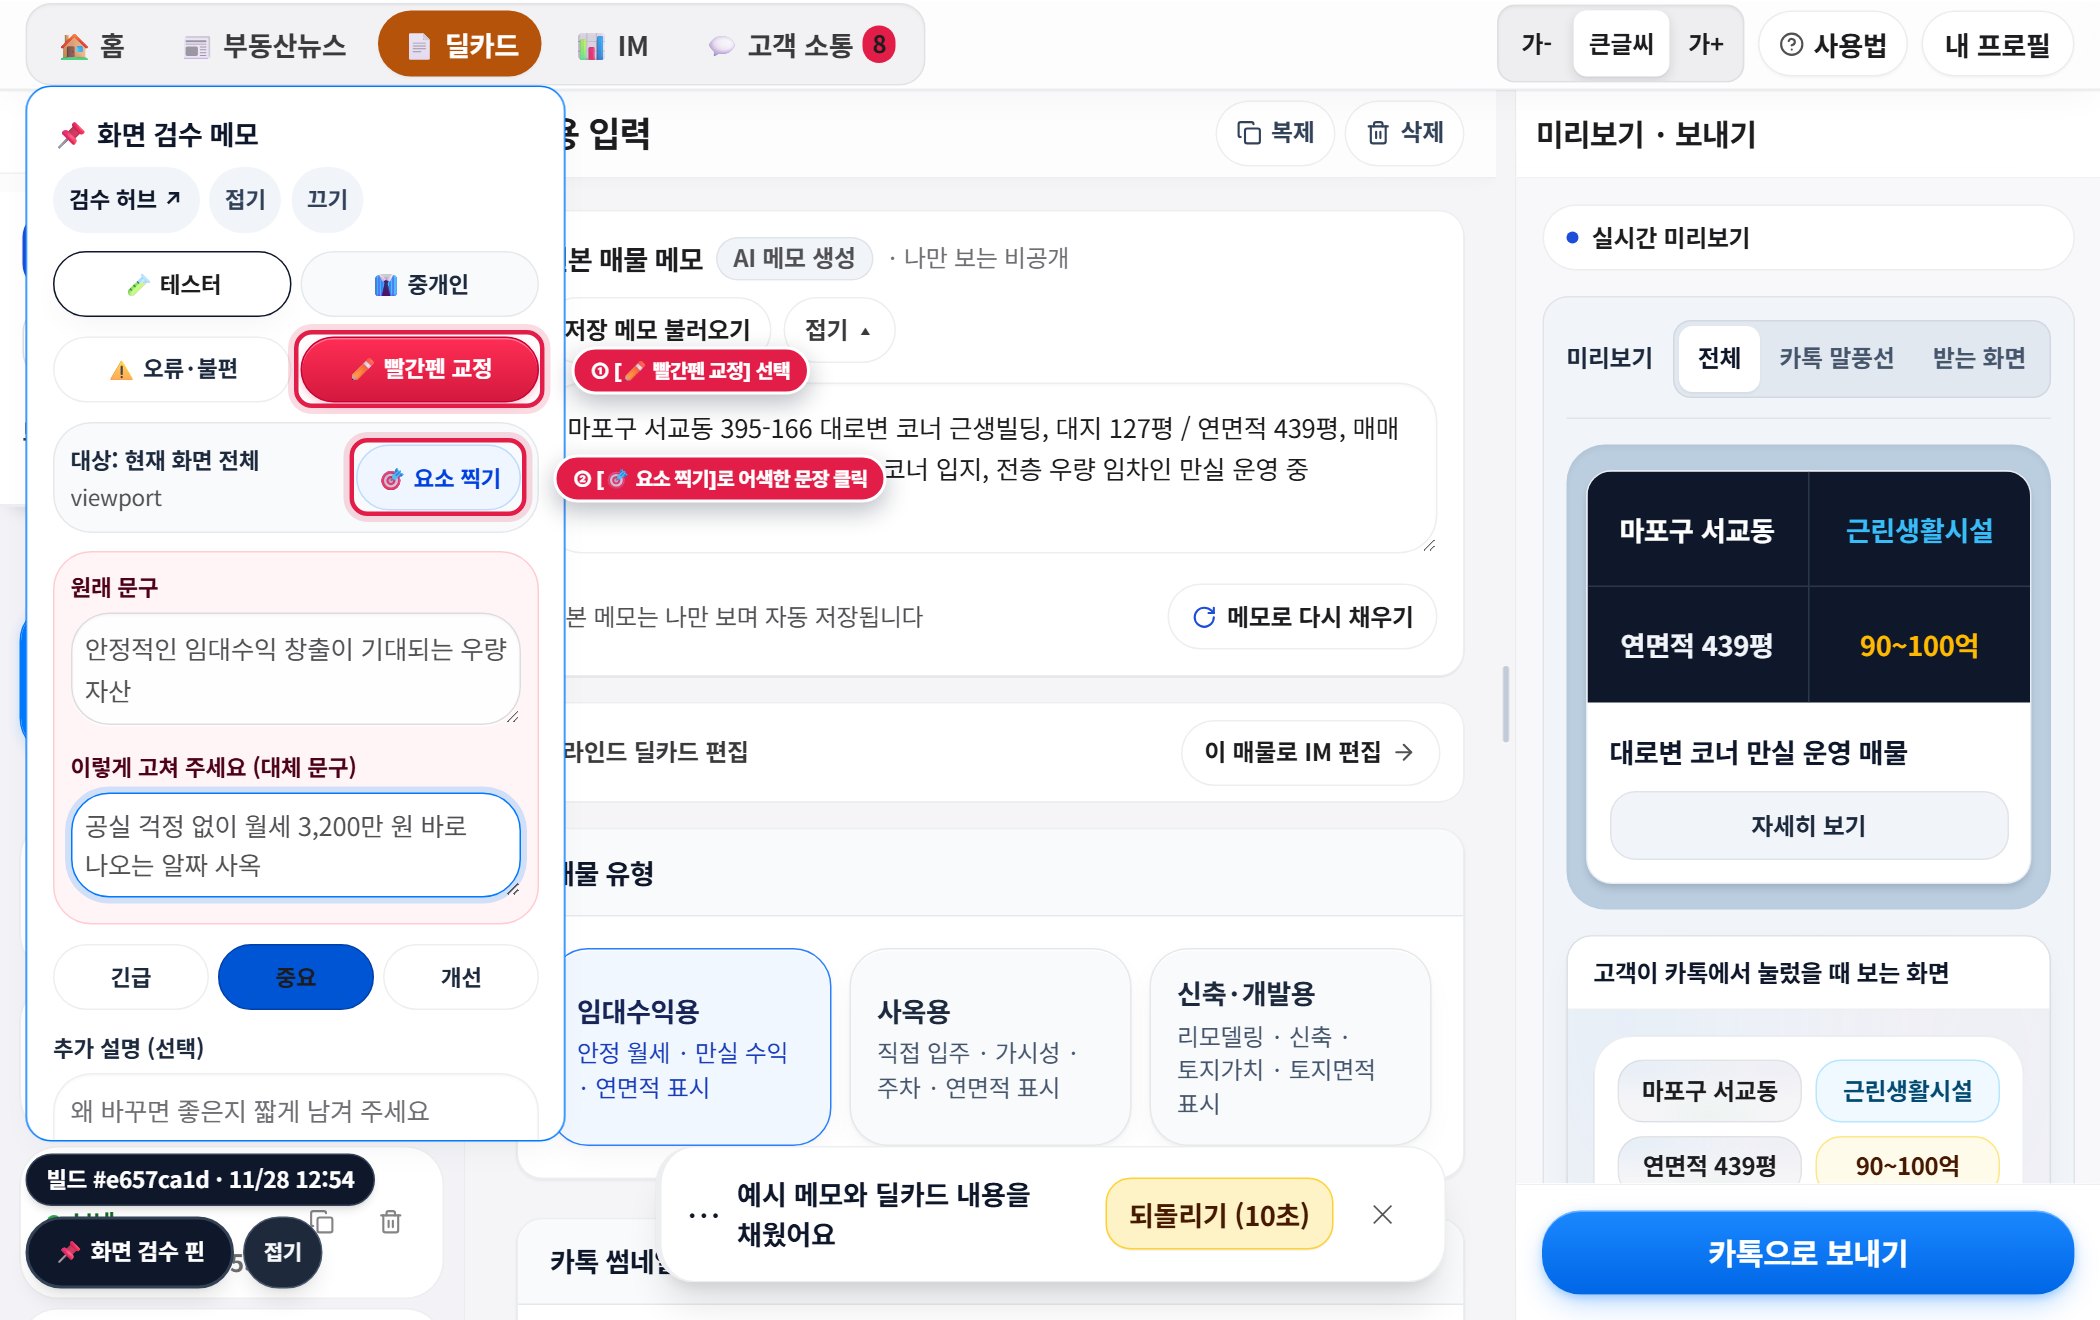 홈
부동산뉴스
딜카드
IM
고객 소통 8
가-
큰글씨
가+
사용법
내 프로필
화면 검수 메모
검수 허브 ↗
접기
끄기
테스터
중개인
오류·불편
빨간펜 교정
대상: 현재 화면 전체
viewport
요소 찍기
원래 문구
안정적인 임대수익 창출이 기대되는 우량
자산
이렇게 고쳐 주세요 (대체 문구)
공실 걱정 없이 월세 3,200만 원 바로
나오는 알짜 사옥
긴급
중요
개선
추가 설명 (선택)
왜 바꾸면 좋은지 짧게 남겨 주세요
빌드 #e657ca1d · 11/28 12:54
화면 검수 핀
접기
입력
복제
삭제
본 매물 메모
AI 메모 생성
· 나만 보는 비공개
저장 메모 불러오기
접기 ▲
① [🖍 빨간펜 교정] 선택
마포구 서교동 395-166 대로변 코너 근생빌딩, 대지 127평 / 연면적 439평, 매매
② [🎯 요소 찍기]로 어색한 문장 클릭
코너 입지, 전층 우량 임차인 만실 운영 중
본 메모는 나만 보며 자동 저장됩니다
메모로 다시 채우기
라인드 딜카드 편집
이 매물로 IM 편집 →
매물 유형
임대수익용
안정 월세 · 만실 수익
· 연면적 표시
사옥용
직접 입주 · 가시성 ·
주차 · 연면적 표시
신축·개발용
리모델링 · 신축 ·
토지가치 · 토지면적
표시
예시 메모와 딜카드 내용을
채웠어요
되돌리기 (10초)
카톡 썸네일
미리보기 · 보내기
실시간 미리보기
미리보기
전체
카톡 말풍선
받는 화면
마포구 서교동
근린생활시설
연면적 439평
90~100억
대로변 코너 만실 운영 매물
자세히 보기
고객이 카톡에서 눌렀을 때 보는 화면
마포구 서교동
근린생활시설
연면적 439평
90~100억
카톡으로 보내기